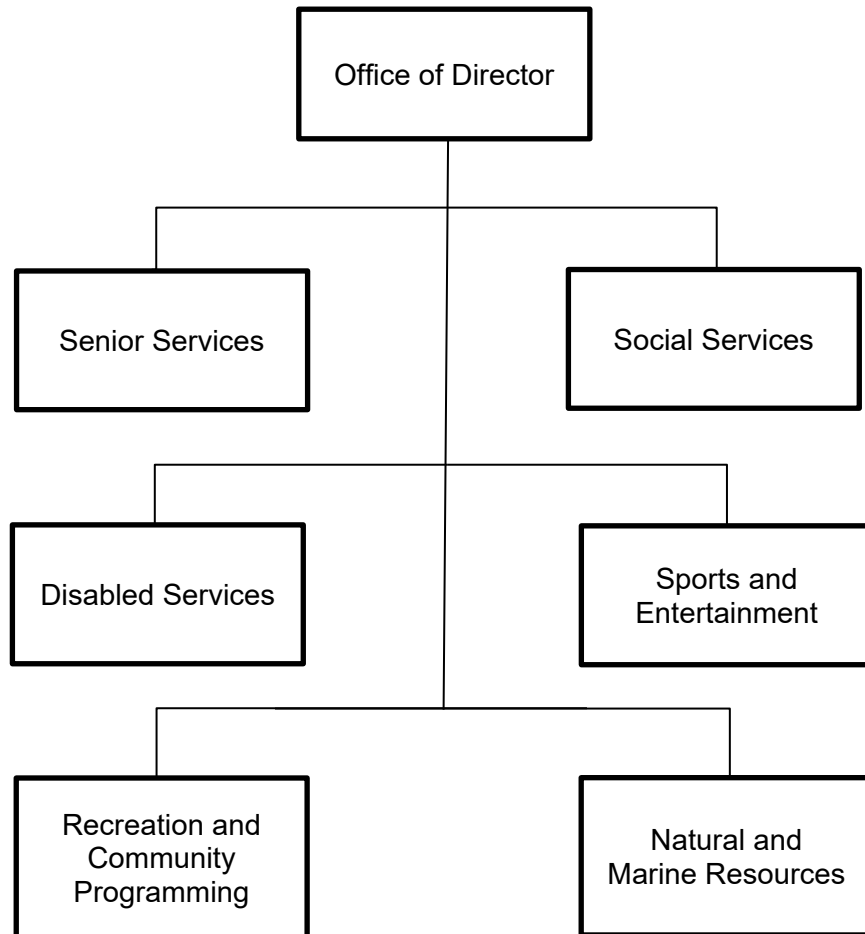 Office of Director
Senior Services
Social Services
Disabled Services
Sports and
Entertainment
Recreation and
Community
Programming
Natural and
Marine Resources